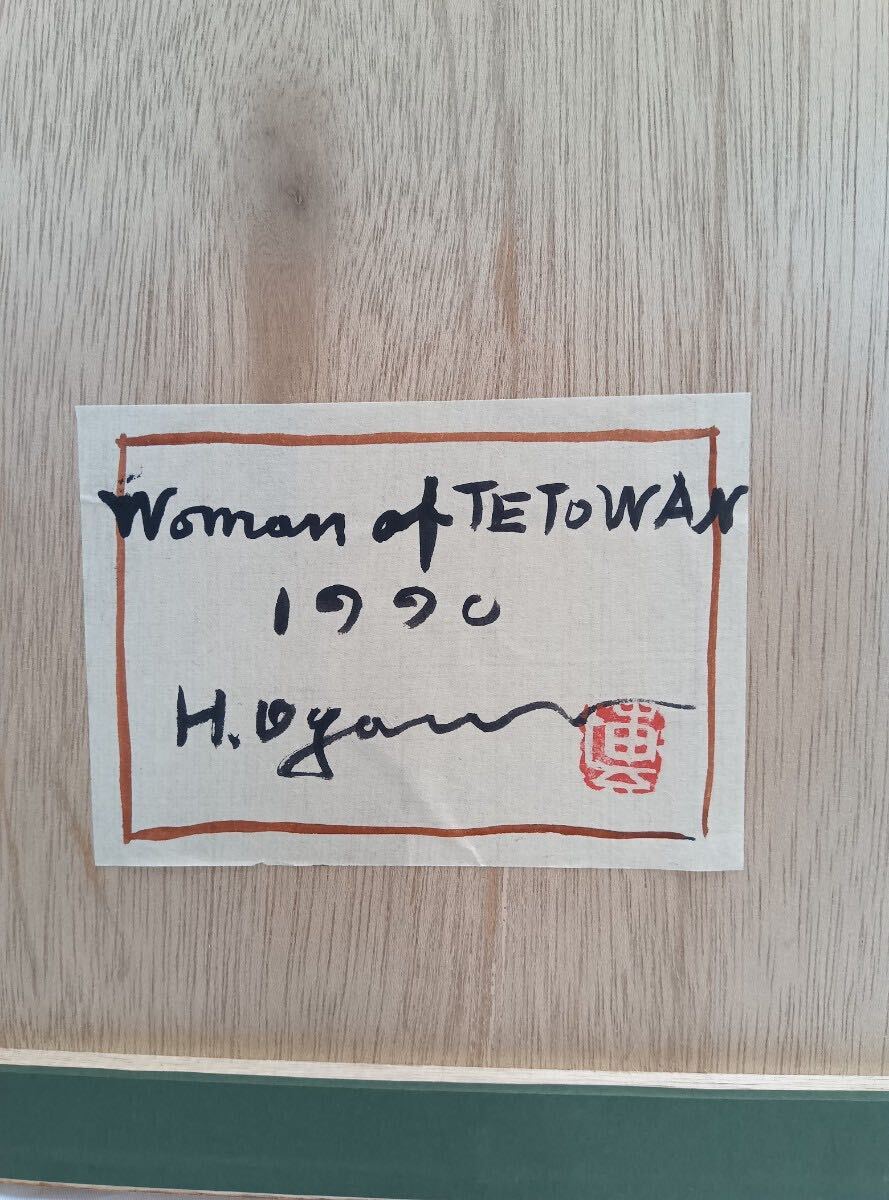 Woman of TETOWAN
1990
H. Ogawa